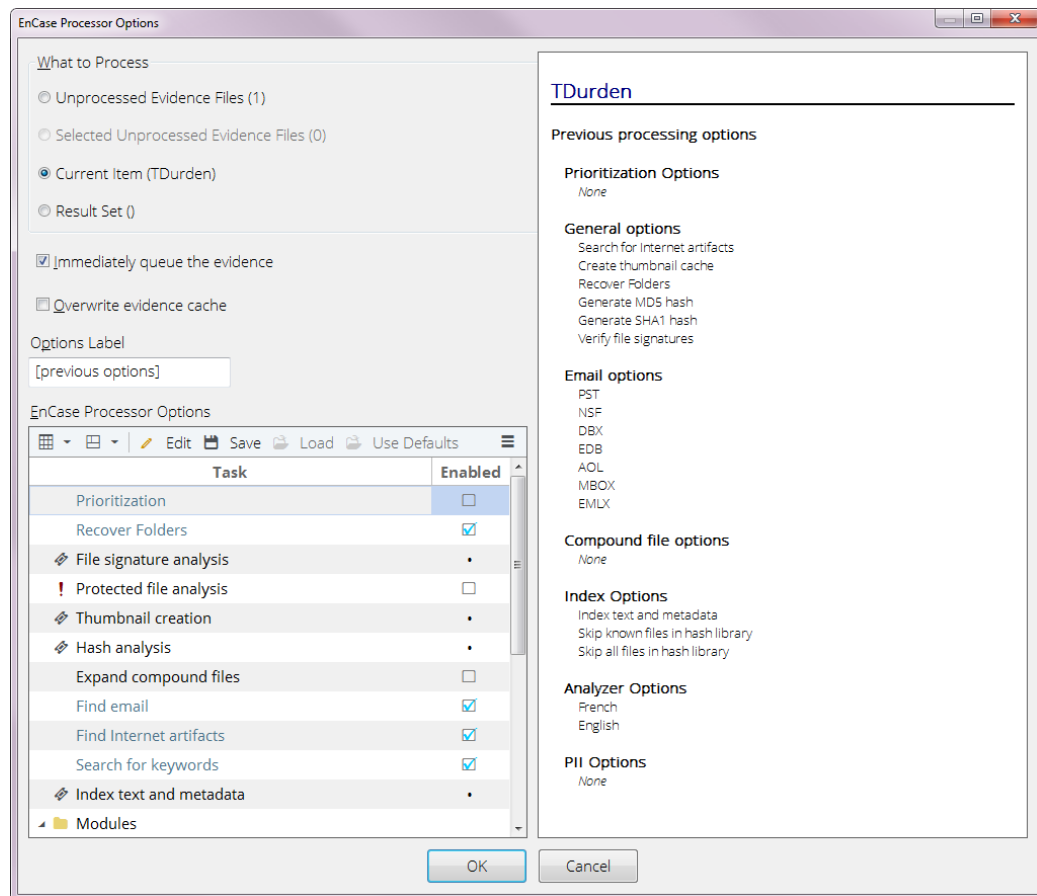 EnCase Processor Options
What to Process
Unprocessed Evidence Files (1)
Selected Unprocessed Evidence Files (0)
Current Item (TDurden)
Result Set ()
Immediately queue the evidence
Overwrite evidence cache
Options Label
[previous options]
EnCase Processor Options
Edit Save Load Use Defaults
Task Enabled
Prioritization
Recover Folders
File signature analysis
Protected file analysis
Thumbnail creation
Hash analysis
Expand compound files
Find email
Find Internet artifacts
Search for keywords
Index text and metadata
Modules
TDurden
Previous processing options
Prioritization Options
None
General options
Search for Internet artifacts
Create thumbnail cache
Recover Folders
Generate MD5 hash
Generate SHA1 hash
Verify file signatures
Email options
PST
NSF
DBX
EDB
AOL
MBOX
EMLX
Compound file options
None
Index Options
Index text and metadata
Skip known files in hash library
Skip all files in hash library
Analyzer Options
French
English
PII Options
None
OK Cancel